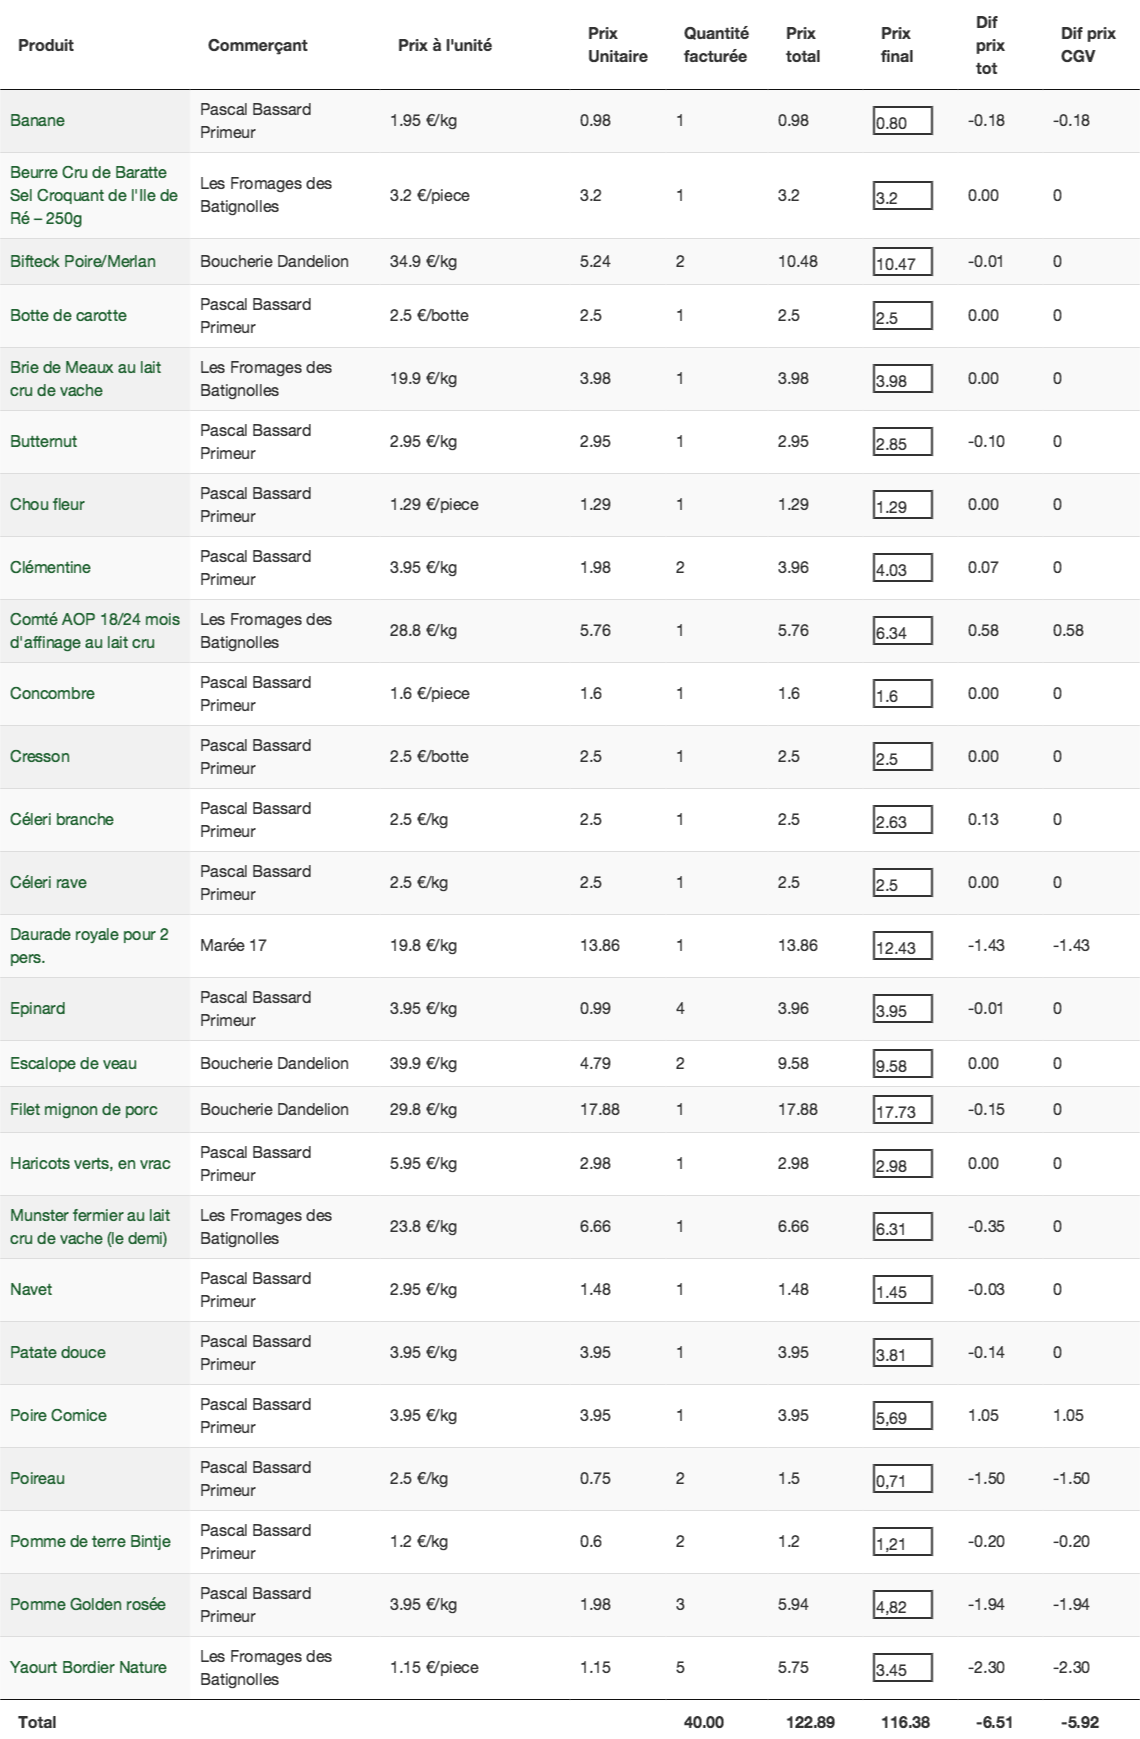 Produit Commerçant Prix à l'unité Prix Unitaire Quantité facturée Prix total Prix final Dif prix tot Dif prix CGV
Banane Pascal Bassard Primeur 1.95 €/kg 0.98 1 0.98 0.80 -0.18 -0.18
Beurre Cru de Baratte Sel Croquant de l'Ile de Ré – 250g Les Fromages des Batignolles 3.2 €/piece 3.2 1 3.2 3.2 0.00 0
Bifteck Poire/Merlan Boucherie Dandelion 34.9 €/kg 5.24 2 10.48 10.47 -0.01 0
Botte de carotte Pascal Bassard Primeur 2.5 €/botte 2.5 1 2.5 2.5 0.00 0
Brie de Meaux au lait cru de vache Les Fromages des Batignolles 19.9 €/kg 3.98 1 3.98 3.98 0.00 0
Butternut Pascal Bassard Primeur 2.95 €/kg 2.95 1 2.95 2.85 -0.10 0
Chou fleur Pascal Bassard Primeur 1.29 €/piece 1.29 1 1.29 1.29 0.00 0
Clémentine Pascal Bassard Primeur 3.95 €/kg 1.98 2 3.96 4.03 0.07 0
Comté AOP 18/24 mois d'affinage au lait cru Les Fromages des Batignolles 28.8 €/kg 5.76 1 5.76 6.34 0.58 0.58
Concombre Pascal Bassard Primeur 1.6 €/piece 1.6 1 1.6 1.6 0.00 0
Cresson Pascal Bassard Primeur 2.5 €/botte 2.5 1 2.5 2.5 0.00 0
Céleri branche Pascal Bassard Primeur 2.5 €/kg 2.5 1 2.5 2.63 0.13 0
Céleri rave Pascal Bassard Primeur 2.5 €/kg 2.5 1 2.5 2.5 0.00 0
Daurade royale pour 2 pers. Marée 17 19.8 €/kg 13.86 1 13.86 12.43 -1.43 -1.43
Epinard Pascal Bassard Primeur 3.95 €/kg 0.99 4 3.96 3.95 -0.01 0
Escalope de veau Boucherie Dandelion 39.9 €/kg 4.79 2 9.58 9.58 0.00 0
Filet mignon de porc Boucherie Dandelion 29.8 €/kg 17.88 1 17.88 17.73 -0.15 0
Haricots verts, en vrac Pascal Bassard Primeur 5.95 €/kg 2.98 1 2.98 2.98 0.00 0
Munster fermier au lait cru de vache (le demi) Les Fromages des Batignolles 23.8 €/kg 6.66 1 6.66 6.31 -0.35 0
Navet Pascal Bassard Primeur 2.95 €/kg 1.48 1 1.48 1.45 -0.03 0
Patate douce Pascal Bassard Primeur 3.95 €/kg 3.95 1 3.95 3.81 -0.14 0
Poire Comice Pascal Bassard Primeur 3.95 €/kg 3.95 1 3.95 5,69 1.05 1.05
Poireau Pascal Bassard Primeur 2.5 €/kg 0.75 2 1.5 0,71 -1.50 -1.50
Pomme de terre Bintje Pascal Bassard Primeur 1.2 €/kg 0.6 2 1.2 1,21 -0.20 -0.20
Pomme Golden rosée Pascal Bassard Primeur 3.95 €/kg 1.98 3 5.94 4,82 -1.94 -1.94
Yaourt Bordier Nature Les Fromages des Batignolles 1.15 €/piece 1.15 5 5.75 3.45 -2.30 -2.30
Total 40.00 122.89 116.38 -6.51 -5.92